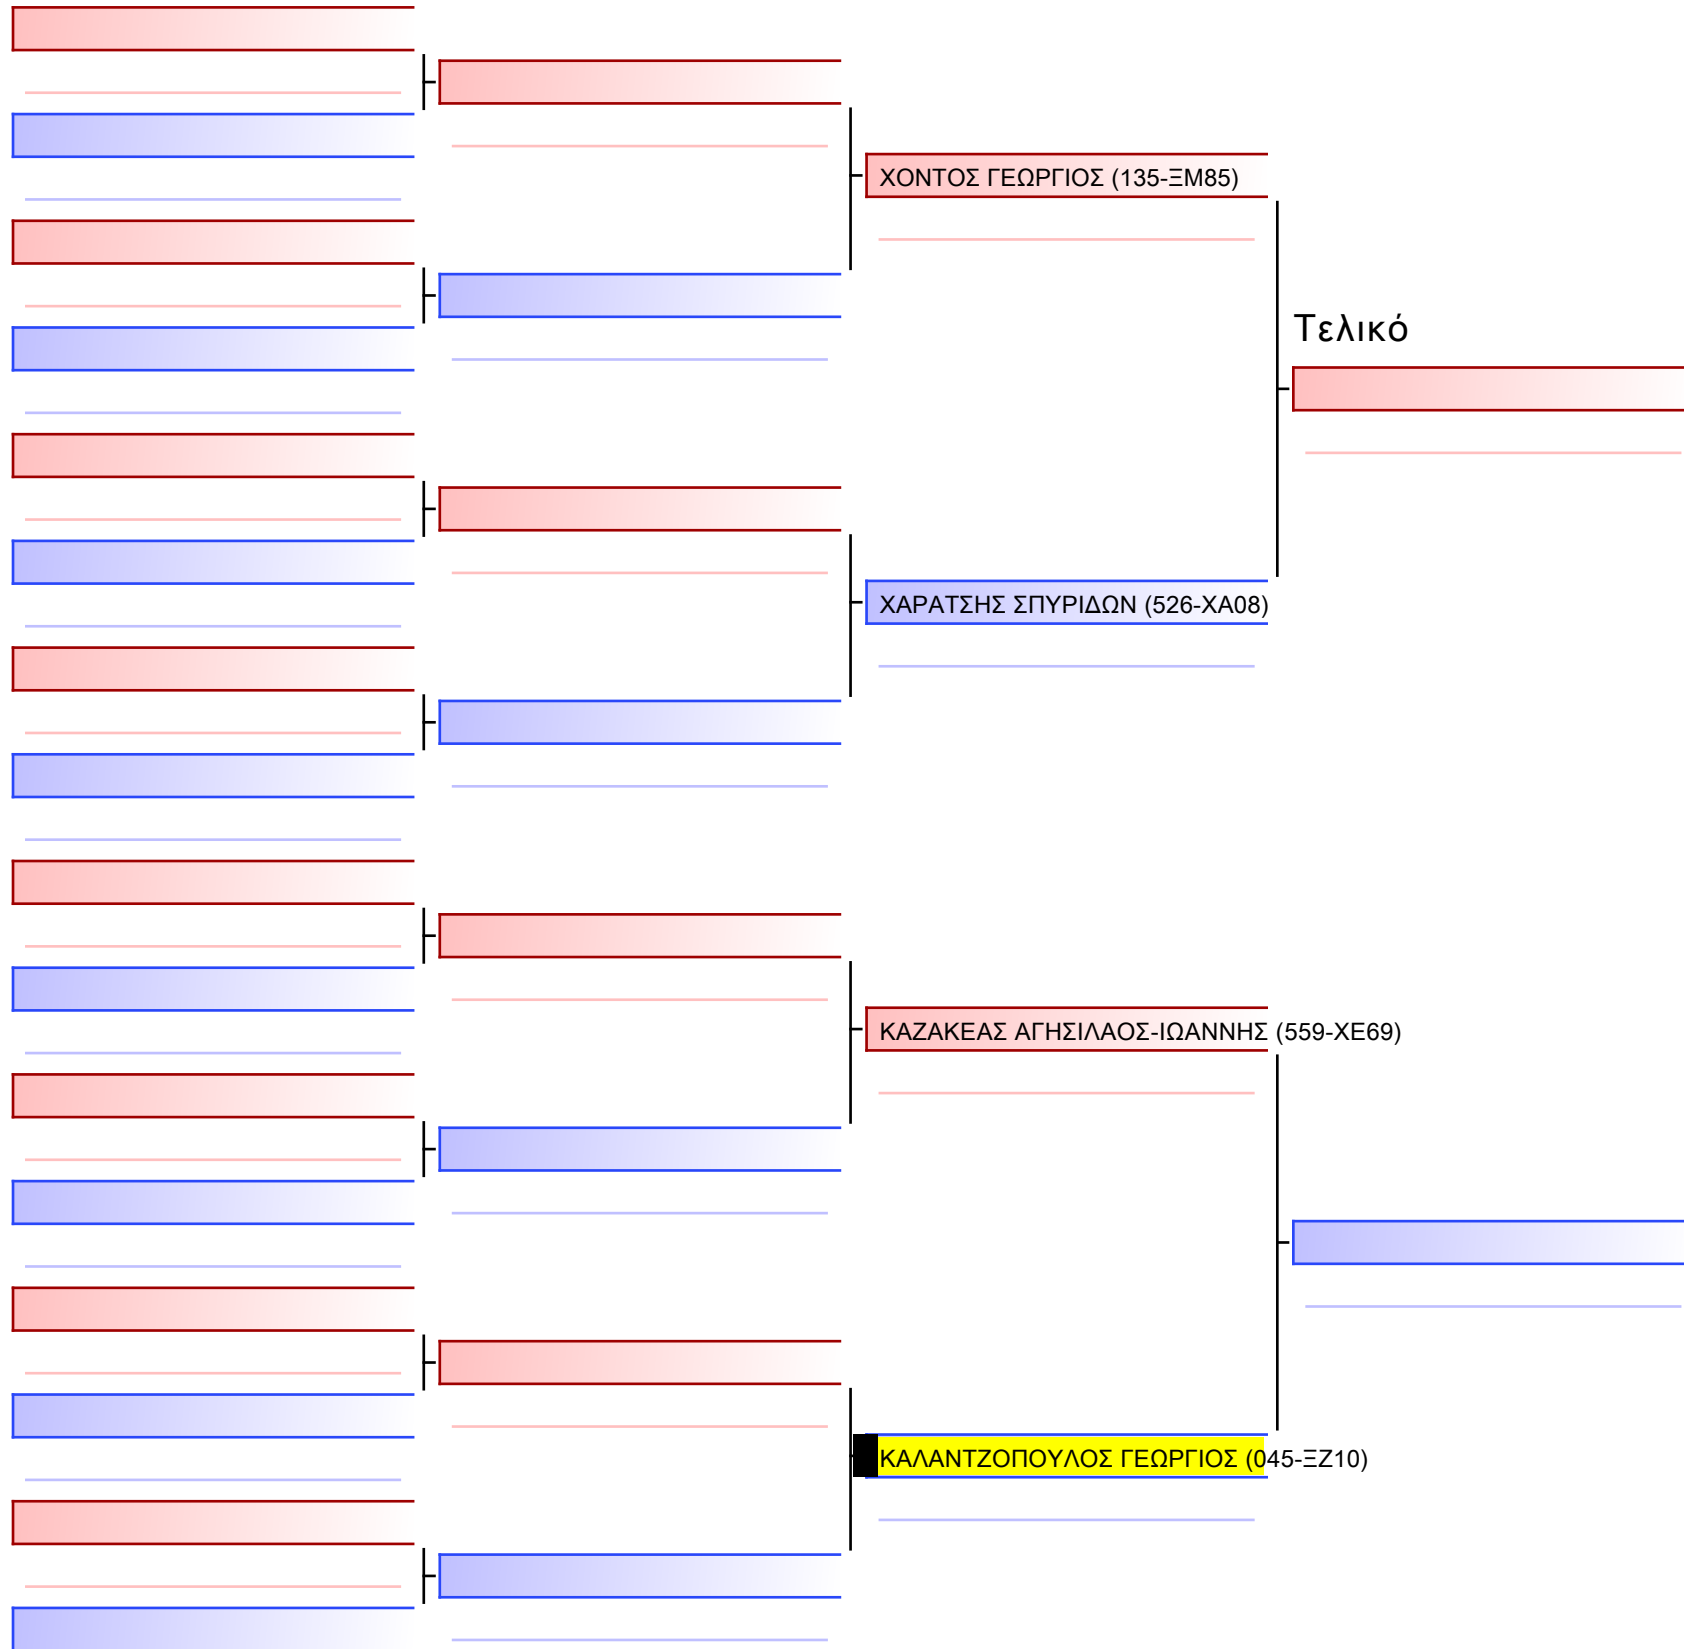 ΧΟΝΤΟΣ ΓΕΩΡΓΙΟΣ (135-ΞΜ85)
Τελικό
ΧΑΡΑΤΣΗΣ ΣΠΥΡΙΔΩΝ (526-ΧΑ08)
ΚΑΖΑΚΕΑΣ ΑΓΗΣΙΛΑΟΣ-ΙΩΑΝΝΗΣ (559-ΧΕ69)
ΚΑΛΑΝΤΖΟΠΟΥΛΟΣ ΓΕΩΡΓΙΟΣ (045-ΞΖ10)